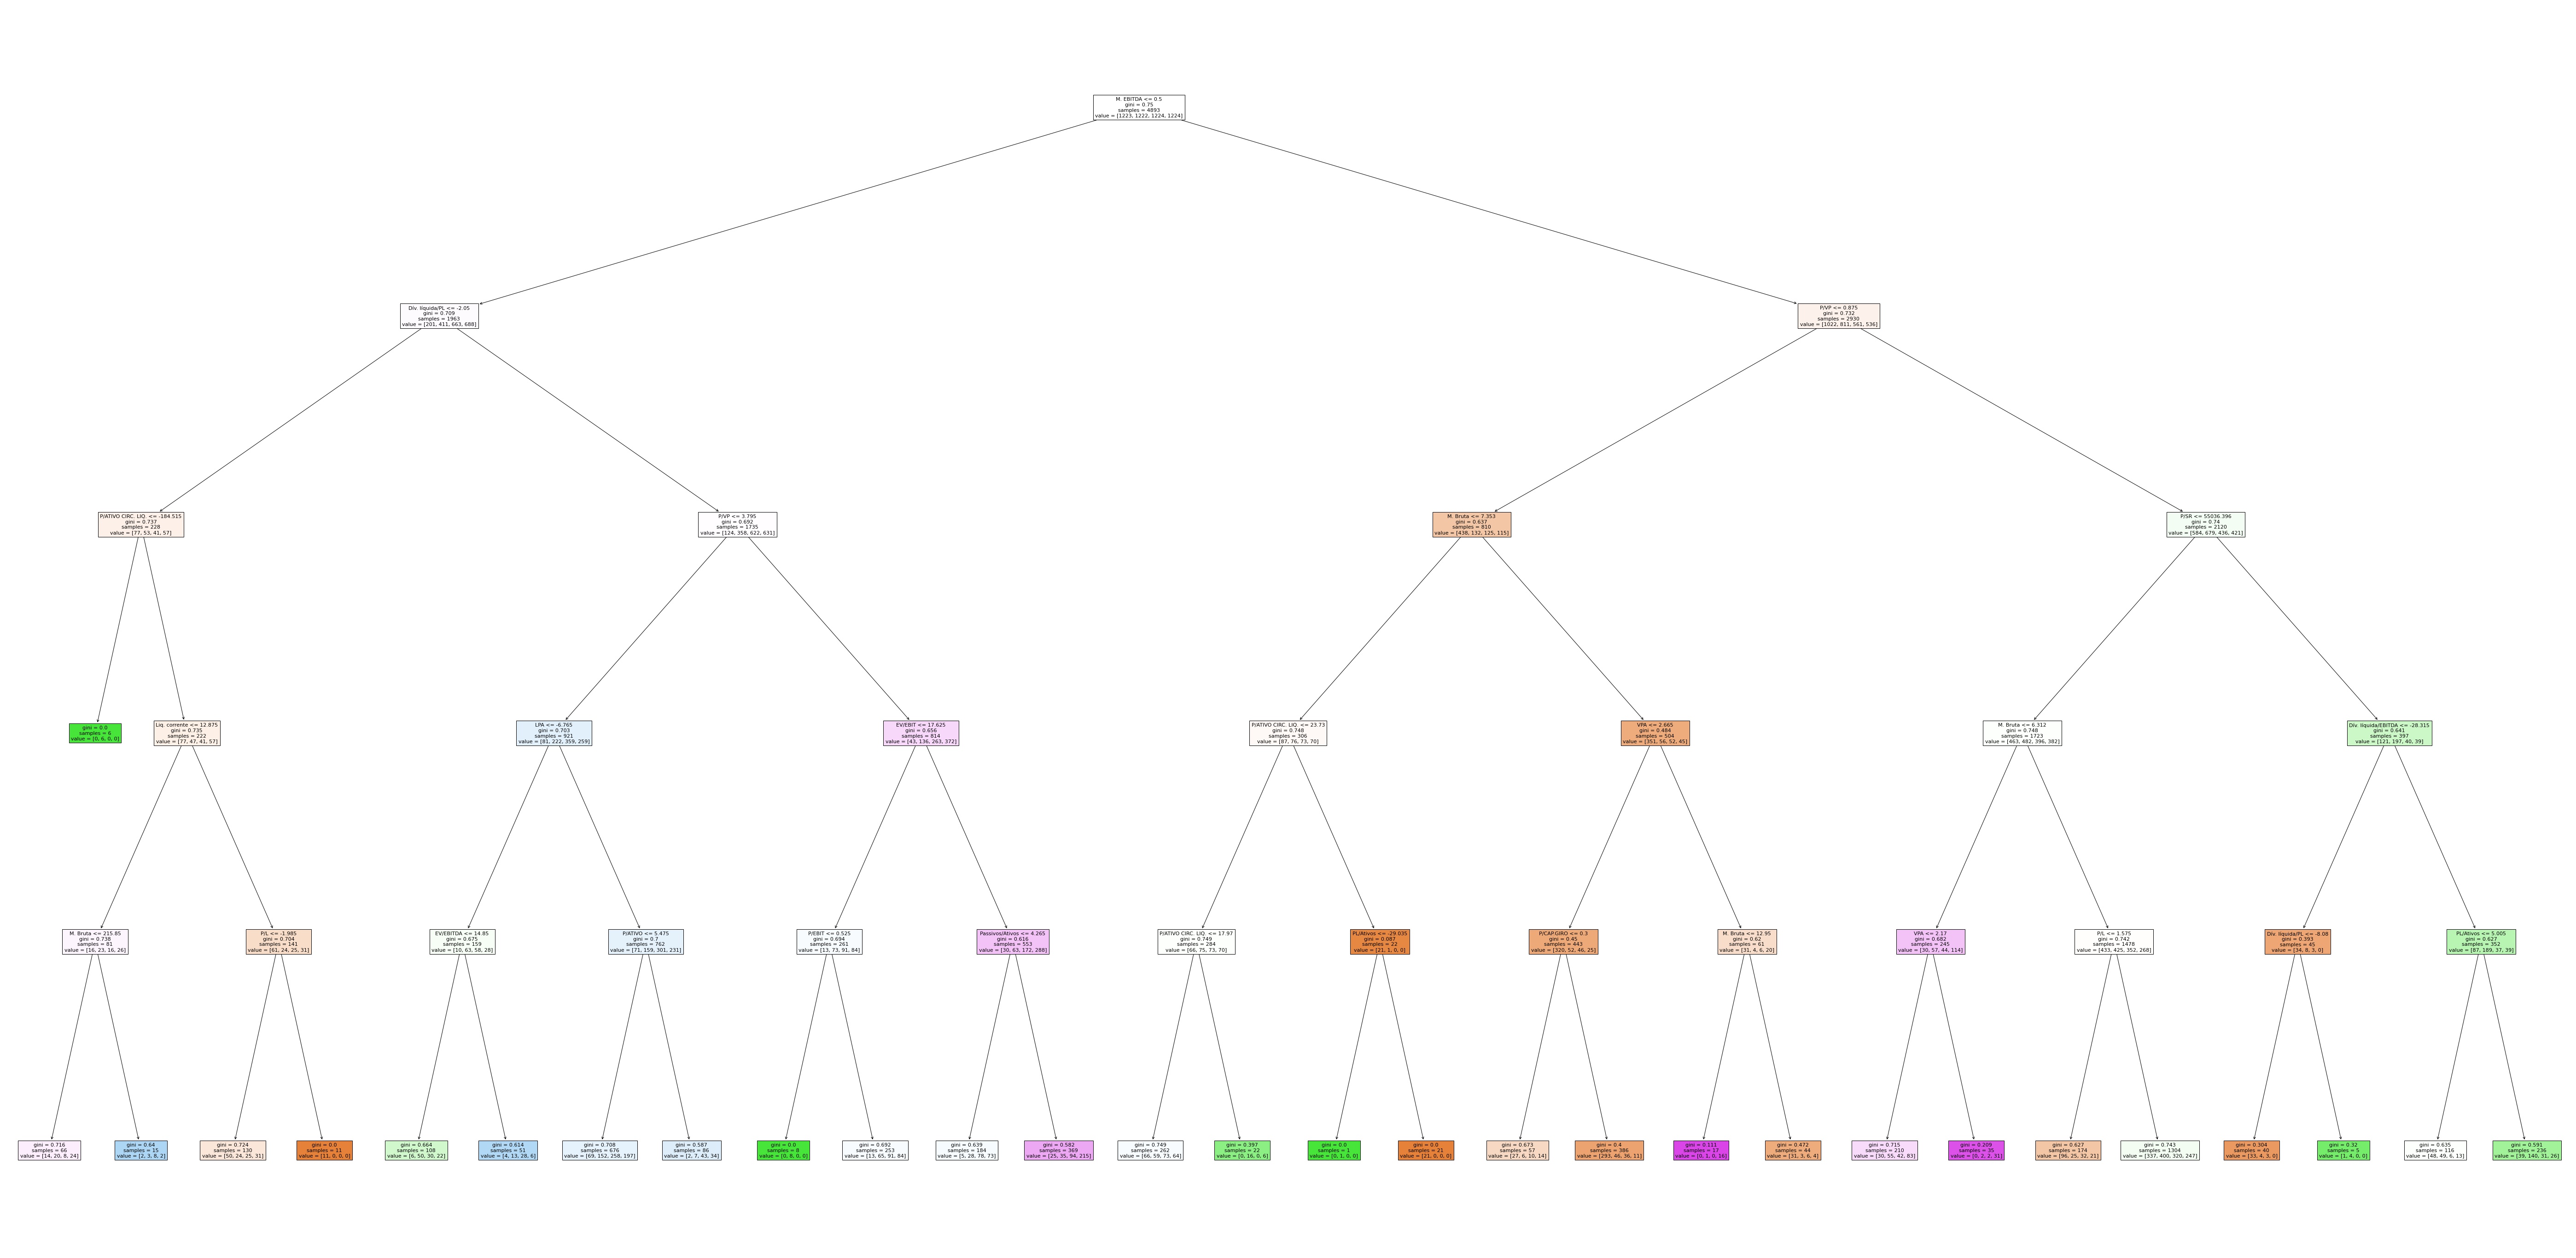 M. EBITDA <= 0.5
gini = 0.75
samples = 4893
value = [1223, 1222, 1224, 1224]
Div. líquida/PL <= -2.05
gini = 0.709
samples = 1963
value = [201, 411, 663, 688]
P/VP <= 0.875
gini = 0.732
samples = 2930
value = [1022, 811, 561, 536]
P/ATIVO CIRC. LIQ. <= -184.515
gini = 0.737
samples = 228
value = [77, 53, 41, 57]
P/VP <= 3.795
gini = 0.692
samples = 1735
value = [124, 358, 622, 631]
M. Bruta <= 7.353
gini = 0.637
samples = 810
value = [438, 132, 125, 115]
P/SR <= 55036.396
gini = 0.74
samples = 2120
value = [584, 679, 436, 421]
gini = 0.0
samples = 6
value = [0, 6, 0, 0]
Liq. corrente <= 12.875
gini = 0.735
samples = 222
value = [77, 47, 41, 57]
LPA <= -6.765
gini = 0.703
samples = 921
value = [81, 222, 359, 259]
EV/EBIT <= 17.625
gini = 0.656
samples = 814
value = [43, 136, 263, 372]
P/ATIVO CIRC. LIQ. <= 23.73
gini = 0.748
samples = 306
value = [87, 76, 73, 70]
VPA <= 2.665
gini = 0.484
samples = 504
value = [351, 56, 52, 45]
M. Bruta <= 6.312
gini = 0.748
samples = 1723
value = [463, 482, 396, 382]
Div. líquida/EBITDA <= -28.315
gini = 0.641
samples = 397
value = [121, 197, 40, 39]
M. Bruta <= 215.85
gini = 0.738
samples = 81
value = [16, 23, 16, 26]
P/L <= -1.985
gini = 0.704
samples = 141
value = [61, 24, 25, 31]
EV/EBITDA <= 14.85
gini = 0.675
samples = 159
value = [10, 63, 58, 28]
P/ATIVO <= 5.475
gini = 0.7
samples = 762
value = [71, 159, 301, 231]
P/EBIT <= 0.525
gini = 0.694
samples = 261
value = [13, 73, 91, 84]
Passivos/Ativos <= 4.265
gini = 0.616
samples = 553
value = [30, 63, 172, 288]
P/ATIVO CIRC. LIQ. <= 17.97
gini = 0.749
samples = 284
value = [66, 75, 73, 70]
PL/Ativos <= -29.035
gini = 0.087
samples = 22
value = [21, 1, 0, 0]
P/CAP.GIRO <= 0.3
gini = 0.45
samples = 443
value = [320, 52, 46, 25]
M. Bruta <= 12.95
gini = 0.62
samples = 61
value = [31, 4, 6, 20]
VPA <= 2.17
gini = 0.682
samples = 245
value = [30, 57, 44, 114]
P/L <= 1.575
gini = 0.742
samples = 1478
value = [433, 425, 352, 268]
Div. líquida/PL <= -8.08
gini = 0.393
samples = 45
value = [34, 8, 3, 0]
PL/Ativos <= 5.005
gini = 0.627
samples = 352
value = [87, 189, 37, 39]
gini = 0.716
samples = 66
value = [14, 20, 8, 24]
gini = 0.64
samples = 15
value = [2, 3, 8, 2]
gini = 0.724
samples = 130
value = [50, 24, 25, 31]
gini = 0.0
samples = 11
value = [11, 0, 0, 0]
gini = 0.664
samples = 108
value = [6, 50, 30, 22]
gini = 0.614
samples = 51
value = [4, 13, 28, 6]
gini = 0.708
samples = 676
value = [69, 152, 258, 197]
gini = 0.587
samples = 86
value = [2, 7, 43, 34]
gini = 0.0
samples = 8
value = [0, 8, 0, 0]
gini = 0.692
samples = 253
value = [13, 65, 91, 84]
gini = 0.639
samples = 184
value = [5, 28, 78, 73]
gini = 0.582
samples = 369
value = [25, 35, 94, 215]
gini = 0.749
samples = 262
value = [66, 59, 73, 64]
gini = 0.397
samples = 22
value = [0, 16, 0, 6]
gini = 0.0
samples = 1
value = [0, 1, 0, 0]
gini = 0.0
samples = 21
value = [21, 0, 0, 0]
gini = 0.673
samples = 57
value = [27, 6, 10, 14]
gini = 0.4
samples = 386
value = [293, 46, 36, 11]
gini = 0.111
samples = 17
value = [0, 1, 0, 16]
gini = 0.472
samples = 44
value = [31, 3, 6, 4]
gini = 0.715
samples = 210
value = [30, 55, 42, 83]
gini = 0.209
samples = 35
value = [0, 2, 2, 31]
gini = 0.627
samples = 174
value = [96, 25, 32, 21]
gini = 0.743
samples = 1304
value = [337, 400, 320, 247]
gini = 0.304
samples = 40
value = [33, 4, 3, 0]
gini = 0.32
samples = 5
value = [1, 4, 0, 0]
gini = 0.635
samples = 116
value = [48, 49, 6, 13]
gini = 0.591
samples = 236
value = [39, 140, 31, 26]